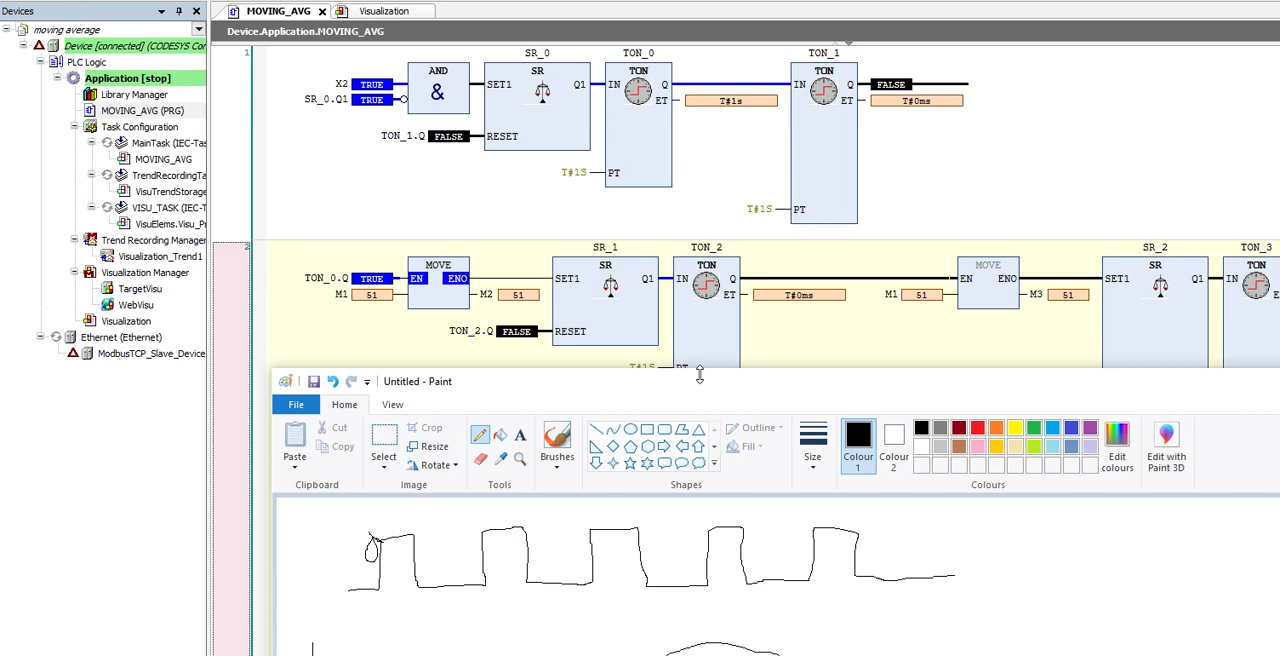 Devices
moving average
Device [connected] (CODESYS Cor
PLC Logic
Application [stop]
Library Manager
MOVING_AVG (PRG)
Task Configuration
MainTask (IEC-Tas
MOVING_AVG
TrendRecordingTa
VisuTrendStorage
VISU_TASK (IEC-T
VisuElems.Visu_Pr
Trend Recording Manager
Visualization_Trend1
Visualization Manager
TargetVisu
WebVisu
Visualization
Ethernet (Ethernet)
ModbusTCP_Slave_Device
MOVING_AVG
Visualization
Device.Application.MOVING_AVG
1
SR_0
TON_0
TON_1
AND
SR
TON
TON
X2 TRUE
&
SET1
Q1
IN
Q
IN
Q
FALSE
SR_0.Q1 TRUE
ET
T#1s
ET
T#0ms
TON_1.Q FALSE
RESET
T#1S
PT
T#1S
PT
2
SR_1
TON_2
SR_2
TON_3
MOVE
SR
TON
MOVE
SR
TON
TON_0.Q TRUE
EN
ENO
SET1
Q1
IN
Q
EN
ENO
SET1
Q1
IN
M1 51
M2 51
ET
T#0ms
M1 51
M3 51
E
TON_2.Q FALSE
RESET
T#1S
PT
Untitled - Paint
File
Home
View
Paste
Cut
Copy
Clipboard
Crop
Resize
Rotate
Image
A
Tools
Brushes
Outline
Fill
Shapes
Size
Colour
1
Colour
2
Edit
colours
Colours
Edit with
Paint 3D